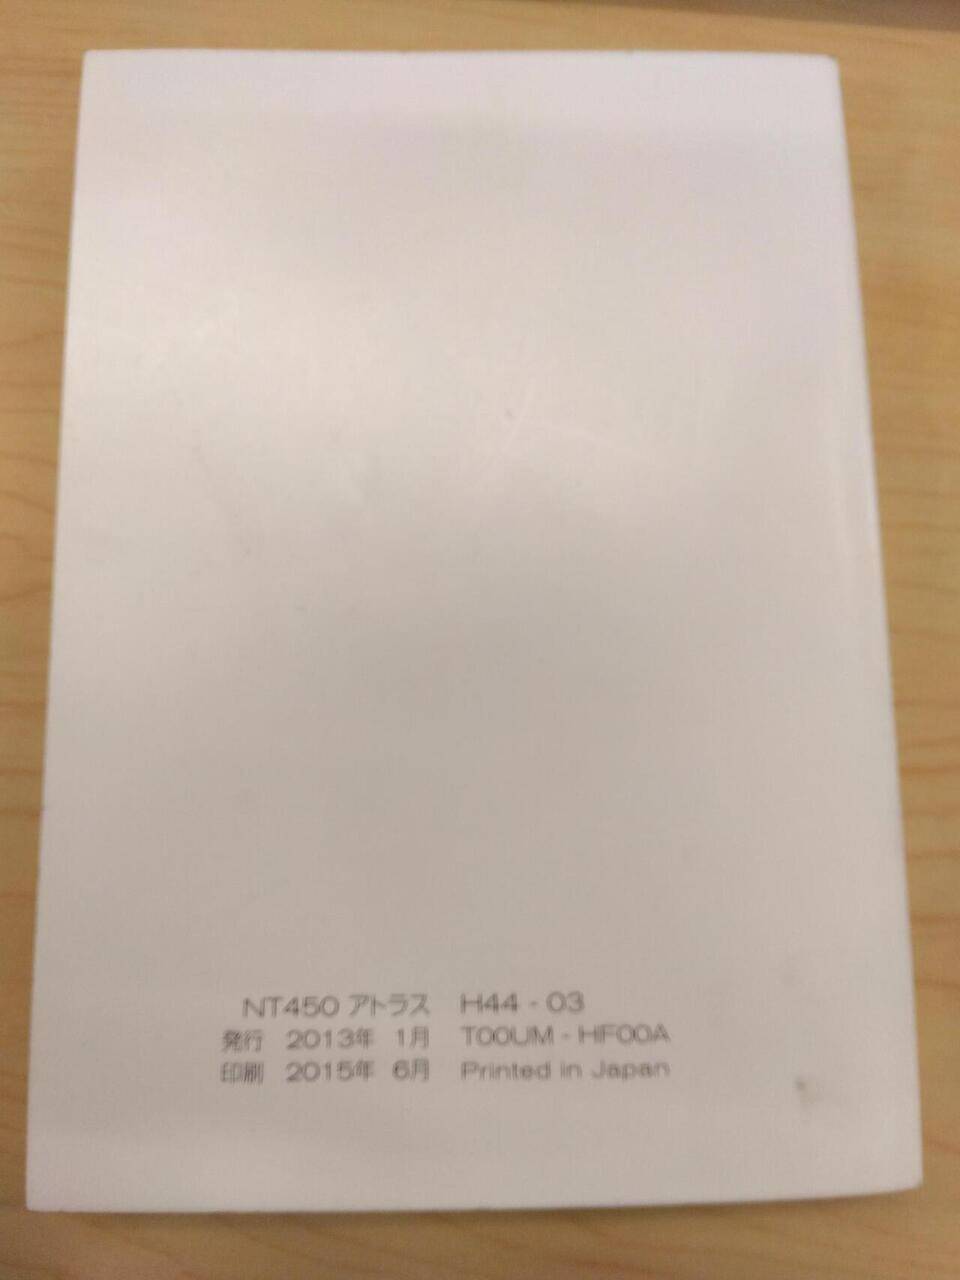 NT450 アトラス H44 - 03
発行 2013年 1月 T00UM - HF00A
印刷 2015年 6月 Printed in Japan